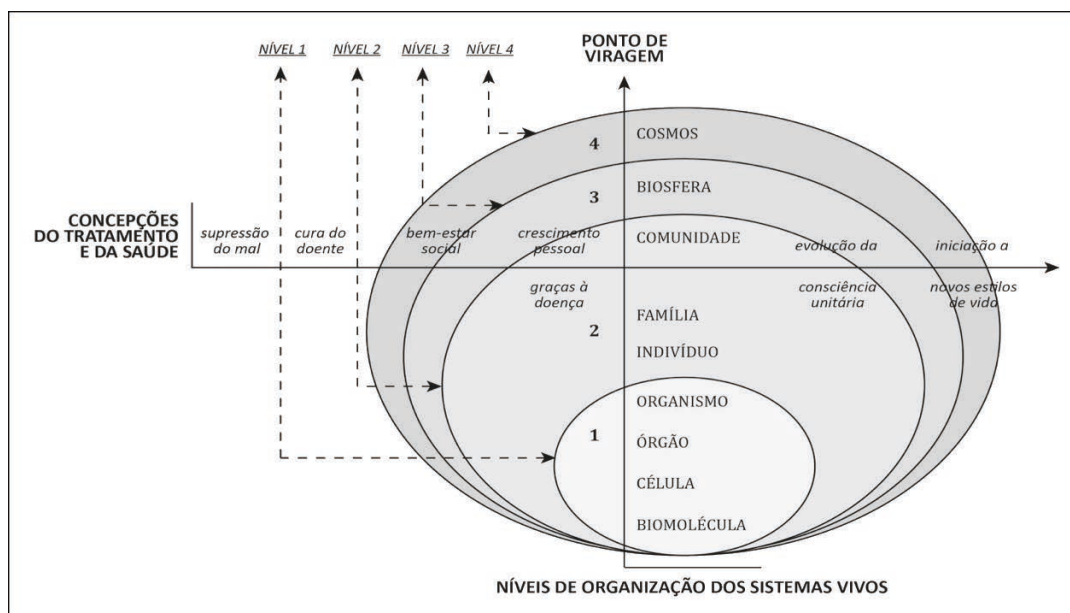 NÍVEL 1
NÍVEL 2
NÍVEL 3
NÍVEL 4
PONTO DE
VIRAGEM
4
COSMOS
3
BIOSFERA
CONCEPÇÕES
DO TRATAMENTO
E DA SAÚDE
supressão
do mal
cura do
doente
bem-estar
social
crescimento
pessoal
COMUNIDADE
evolução da
iniciação a
graças à
doença
consciência
unitária
novos estilos
de vida
FAMÍLIA
2
INDIVÍDUO
ORGANISMO
1
ÓRGÃO
CÉLULA
BIOMOLÉCULA
NÍVEIS DE ORGANIZAÇÃO DOS SISTEMAS VIVOS